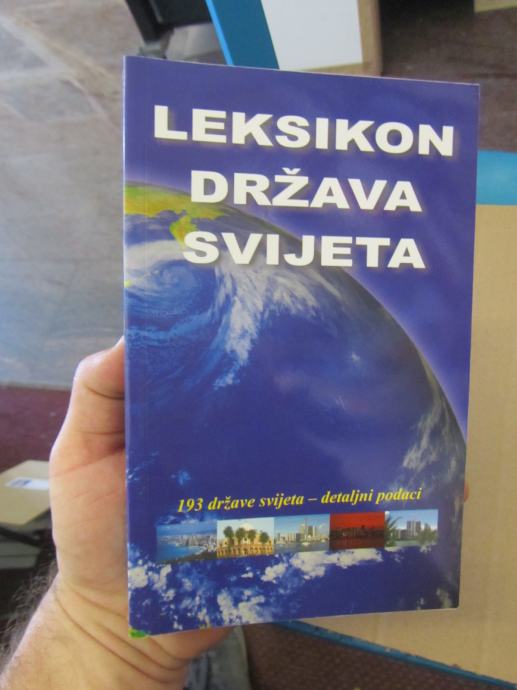 LEKSIKON
DRŽAVA
SVIJETA
193 države svijeta – detaljni podaci